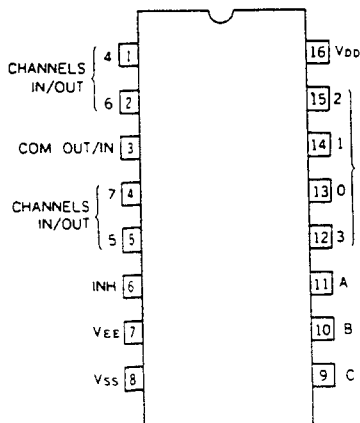 CHANNELS
IN/OUT
4 1
6 2
COM OUT/IN 3
CHANNELS
IN/OUT
7 4
5 5
INH 6
VEE 7
VSS 8
16 VDD
15 2
14 1
13 0
12 3
11 A
10 B
9 C